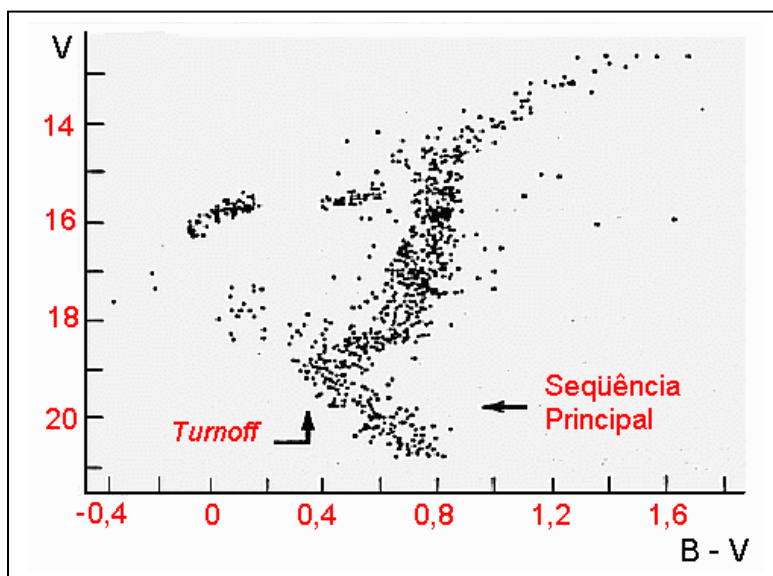 V
14
16
18
20
Turnoff
Seqüência
Principal
-0,4
0
0,4
0,8
1,2
1,6
B - V